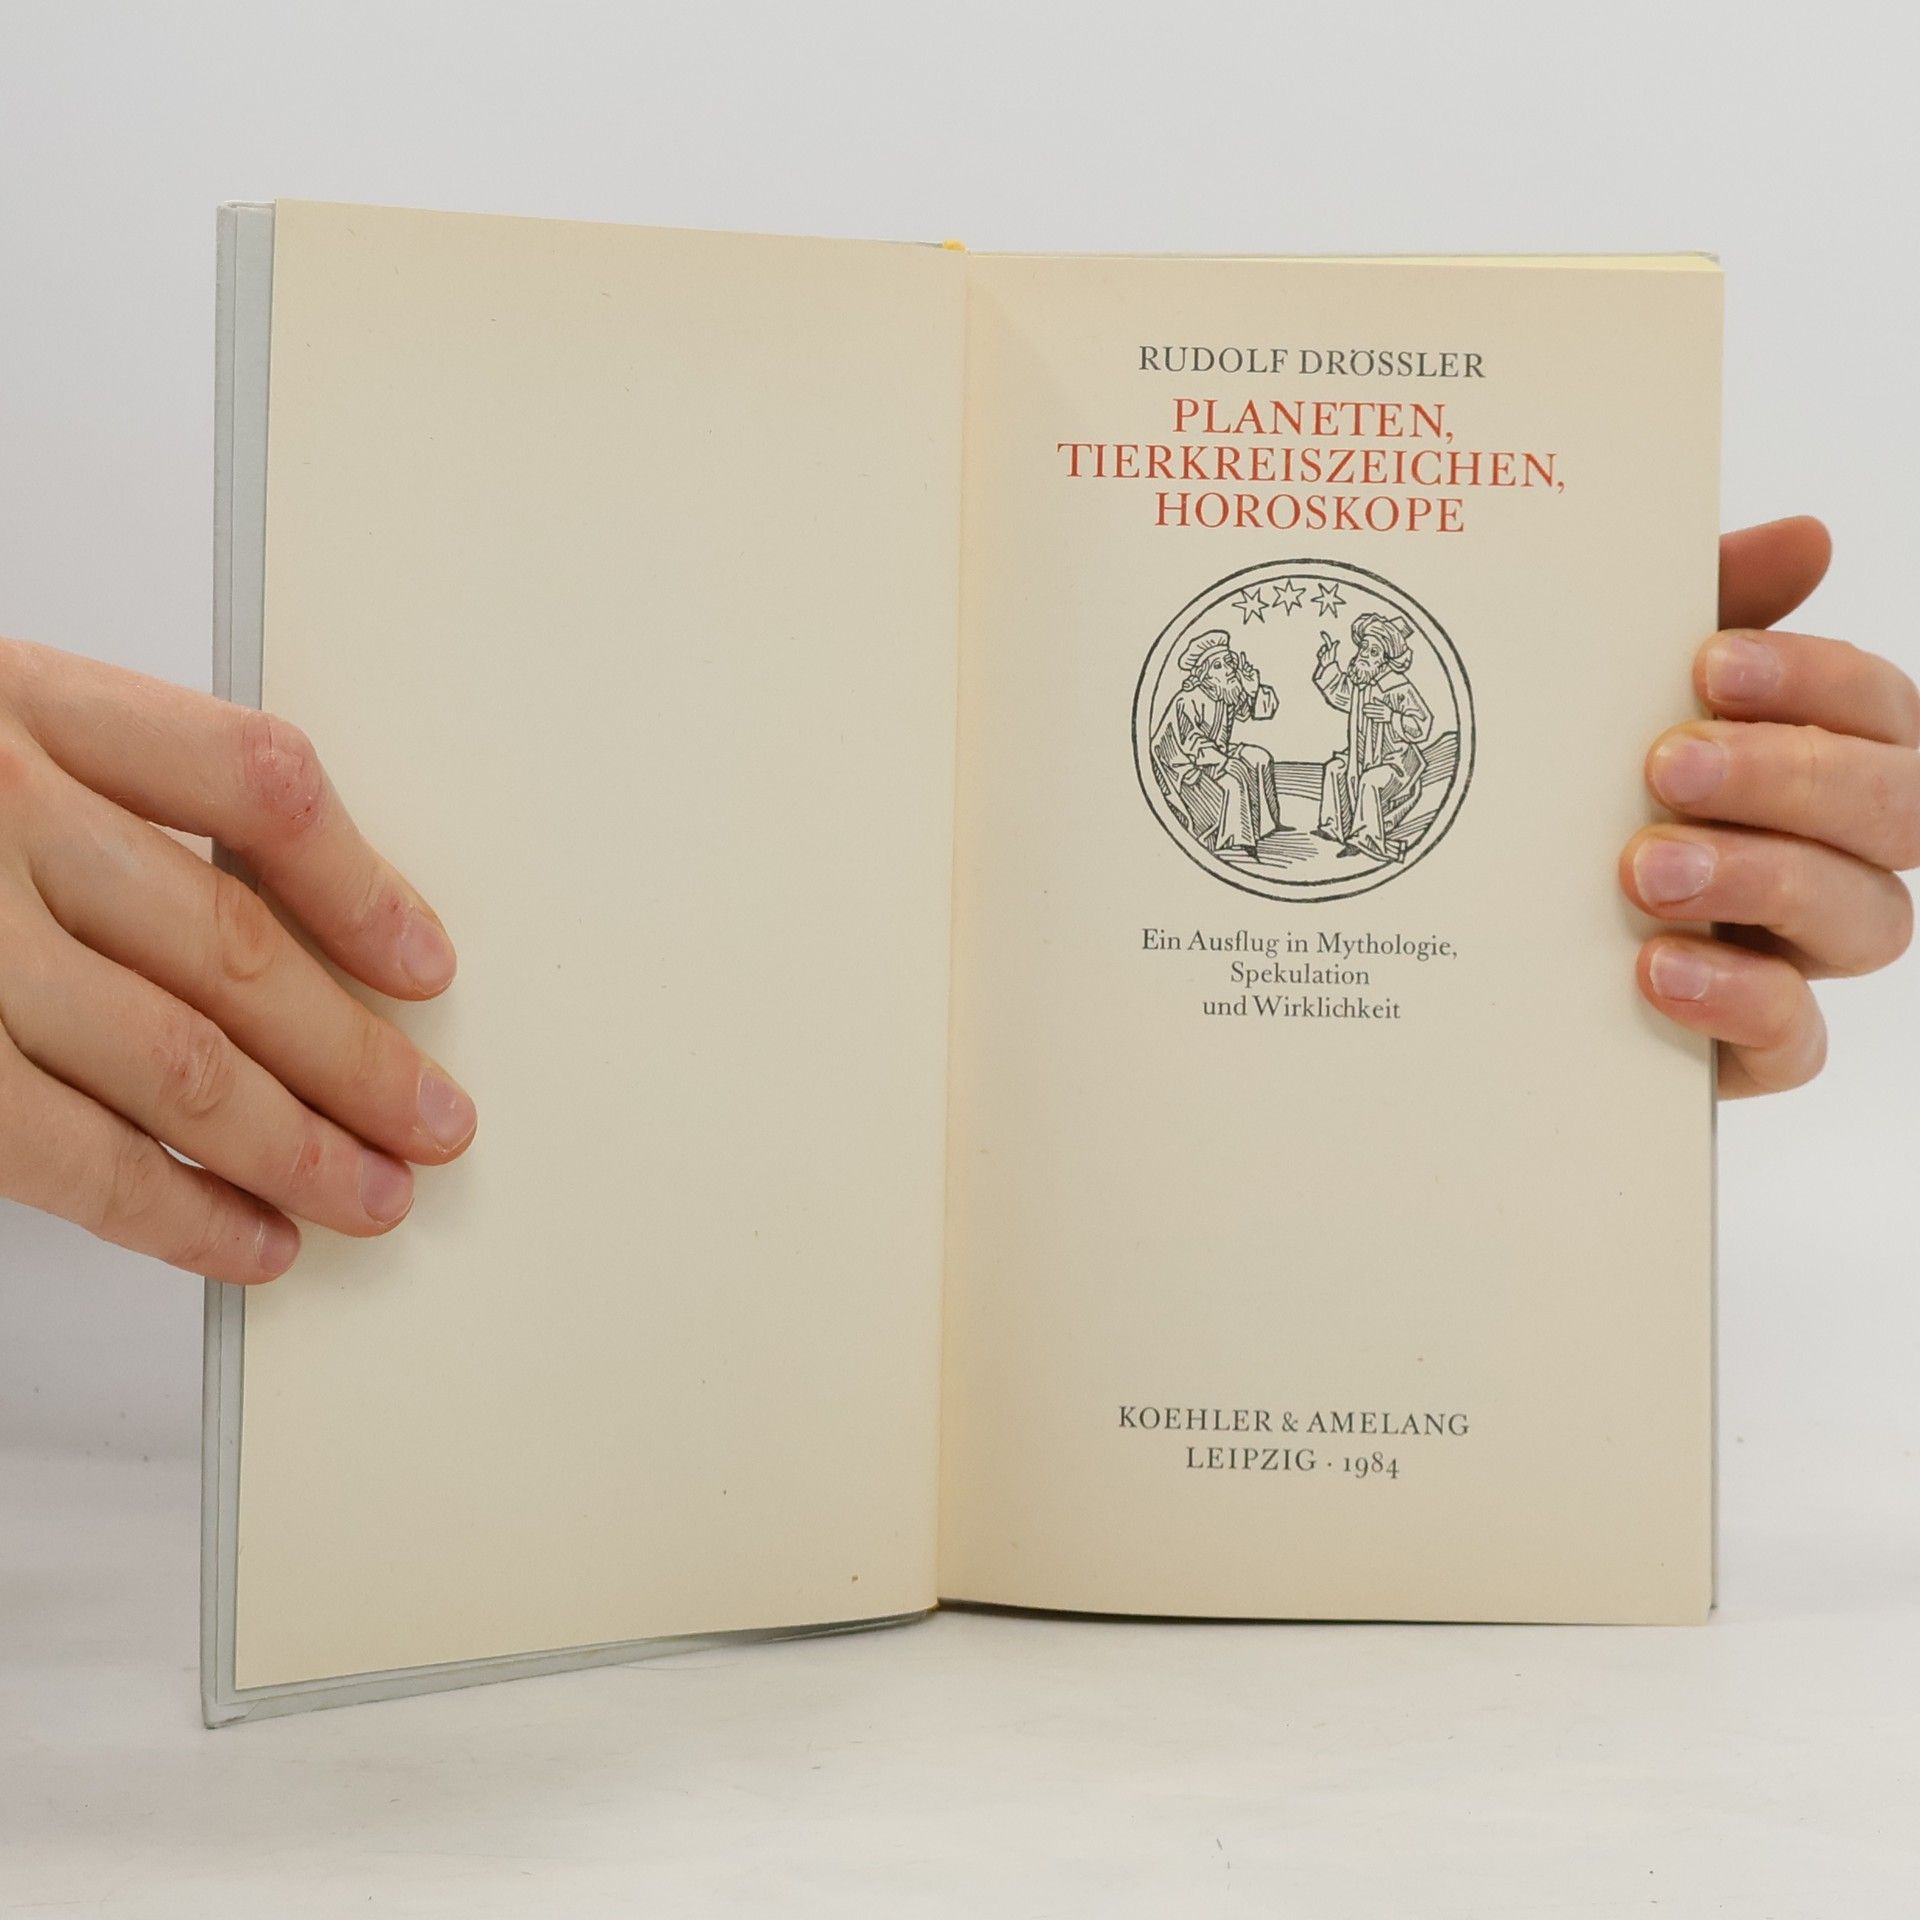 RUDOLF DRÖSSLER
PLANETEN,
TIERKREISZEICHEN,
HOROSKOPE
Ein Ausflug in Mythologie,
Spekulation
und Wirklichkeit
KOEHLER & AMELANG
LEIPZIG · 1984